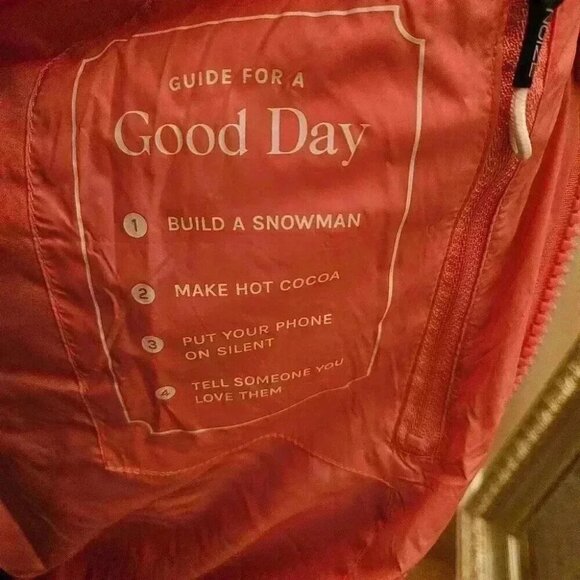 GUIDE FOR A
Good Day
1 BUILD A SNOWMAN
2 MAKE HOT COCOA
3 PUT YOUR PHONE
ON SILENT
4 TELL SOMEONE YOU
LOVE THEM